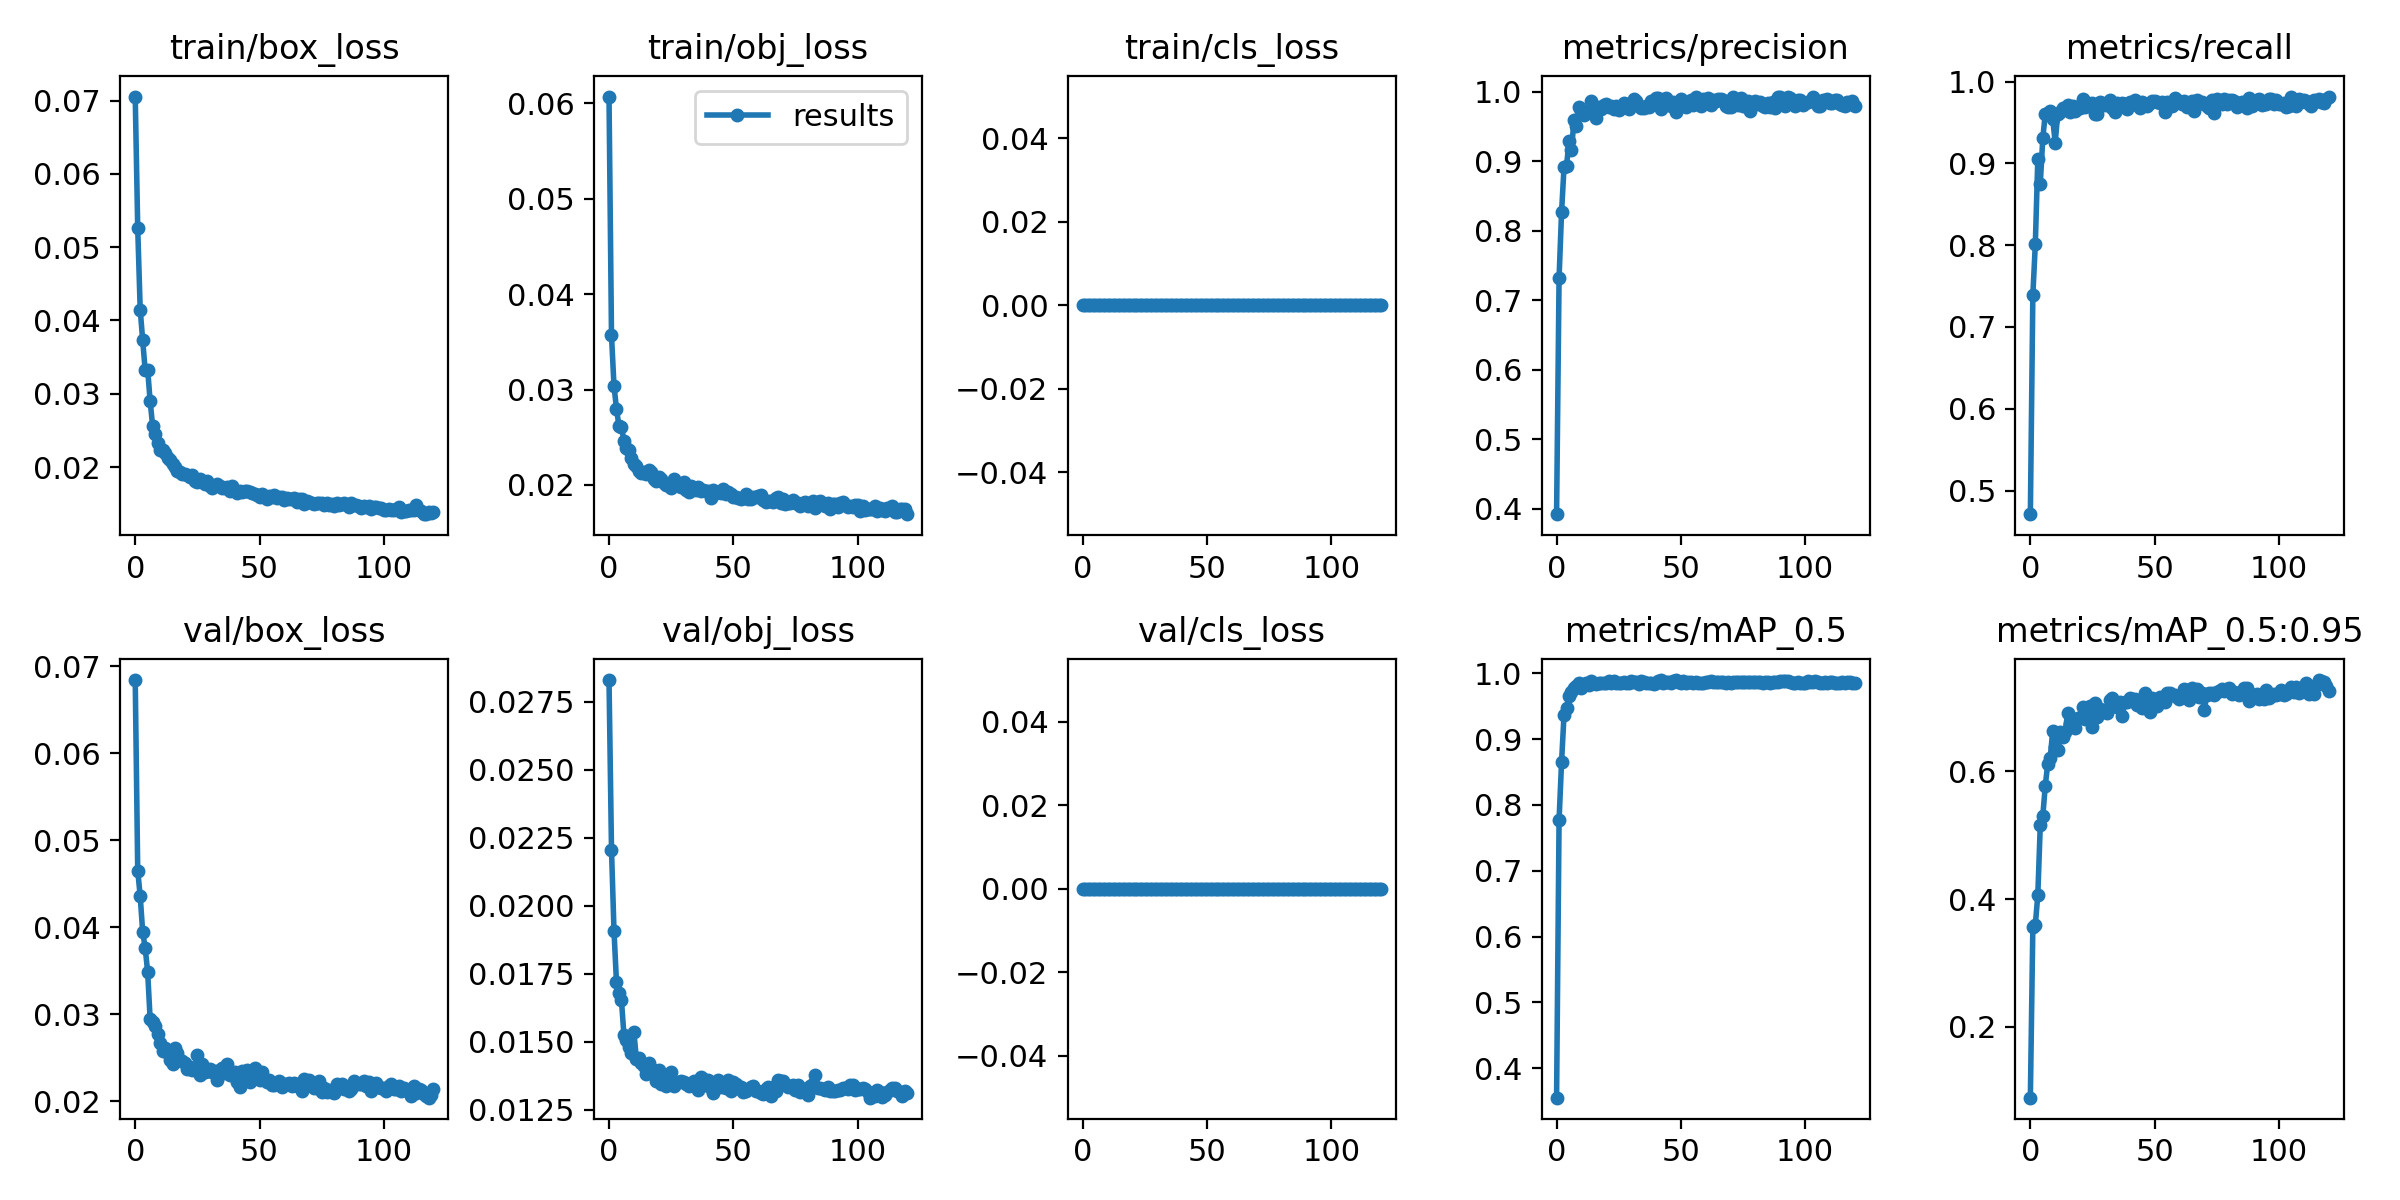 train/box_loss
0.07
0.06
0.05
0.04
0.03
0.02
0 50 100
train/obj_loss
results
0.06
0.05
0.04
0.03
0.02
0 50 100
train/cls_loss
0.04
0.02
0.00
−0.02
−0.04
0 50 100
metrics/precision
1.0
0.9
0.8
0.7
0.6
0.5
0.4
0 50 100
metrics/recall
1.0
0.9
0.8
0.7
0.6
0.5
0 50 100
val/box_loss
0.07
0.06
0.05
0.04
0.03
0.02
0 50 100
val/obj_loss
0.0275
0.0250
0.0225
0.0200
0.0175
0.0150
0.0125
0 50 100
val/cls_loss
0.04
0.02
0.00
−0.02
−0.04
0 50 100
metrics/mAP_0.5
1.0
0.9
0.8
0.7
0.6
0.5
0.4
0 50 100
metrics/mAP_0.5:0.95
0.6
0.4
0.2
0 50 100